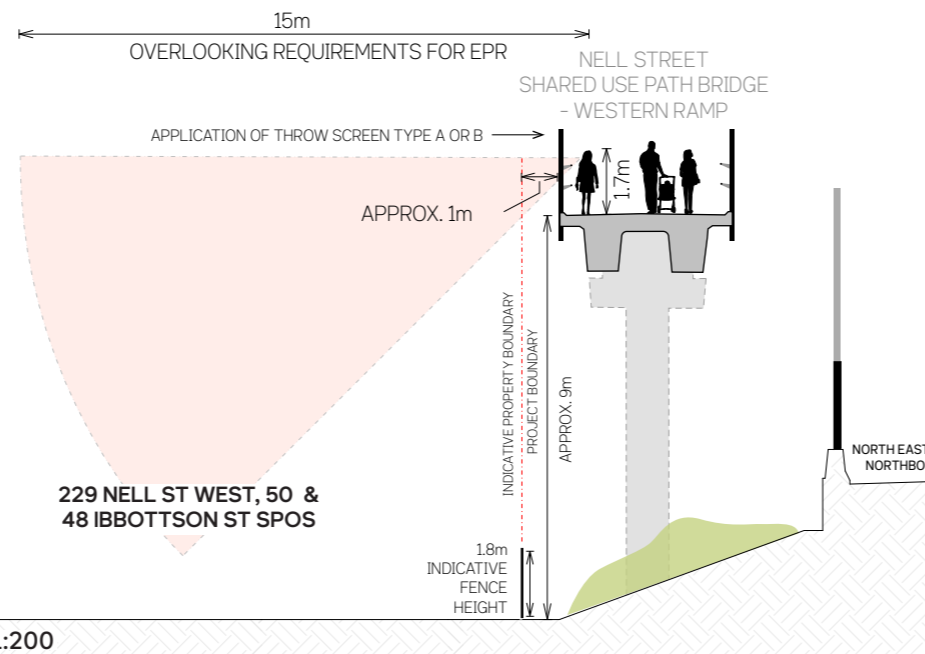 15m
OVERLOOKING REQUIREMENTS FOR EPR
NELL STREET
SHARED USE PATH BRIDGE
- WESTERN RAMP
APPLICATION OF THROW SCREEN TYPE A OR B
1.7m
APPROX. 1m
INDICATIVE PROPERTY BOUNDARY
PROJECT BOUNDARY
APPROX. 9m
NORTH EAST
NORTHBO
229 NELL ST WEST, 50 &
48 IBBOTTSON ST SPOS
1.8m
INDICATIVE
FENCE
HEIGHT
:200